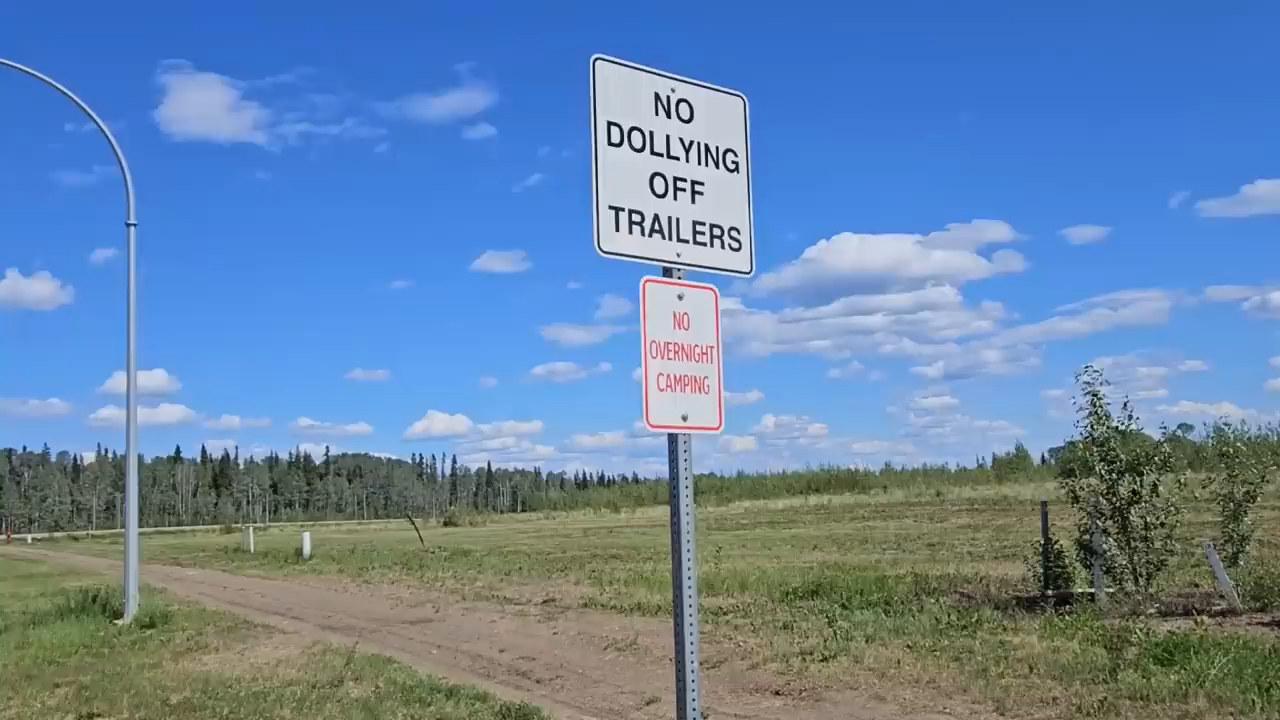 NO
DOLLYING
OFF
TRAILERS
NO
OVERNIGHT
CAMPING